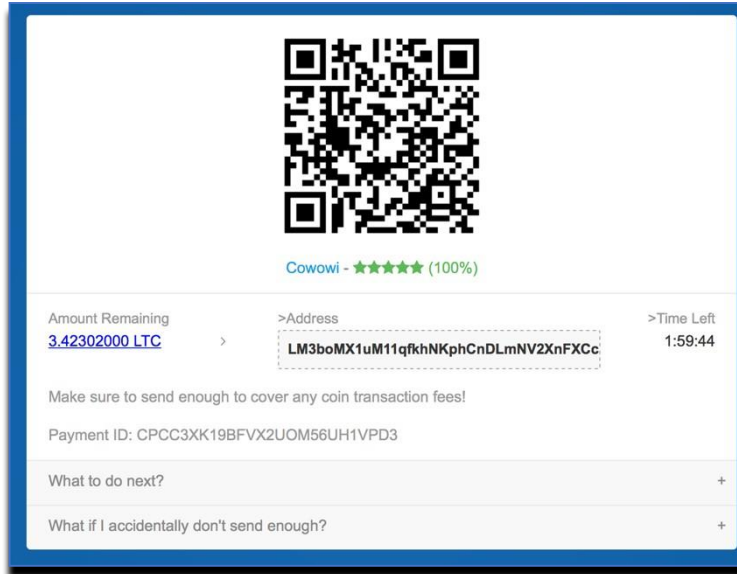 Cowowi - ★★★★★ (100%)
Amount Remaining >Address >Time Left
3.42302000 LTC > LM3boMX1uM11qfkhNKphCnDLmNV2XnFXCc 1:59:44
Make sure to send enough to cover any coin transaction fees!
Payment ID: CPCC3XK19BFVX2UOM56UH1VPD3
What to do next? +
What if I accidentally don't send enough? +